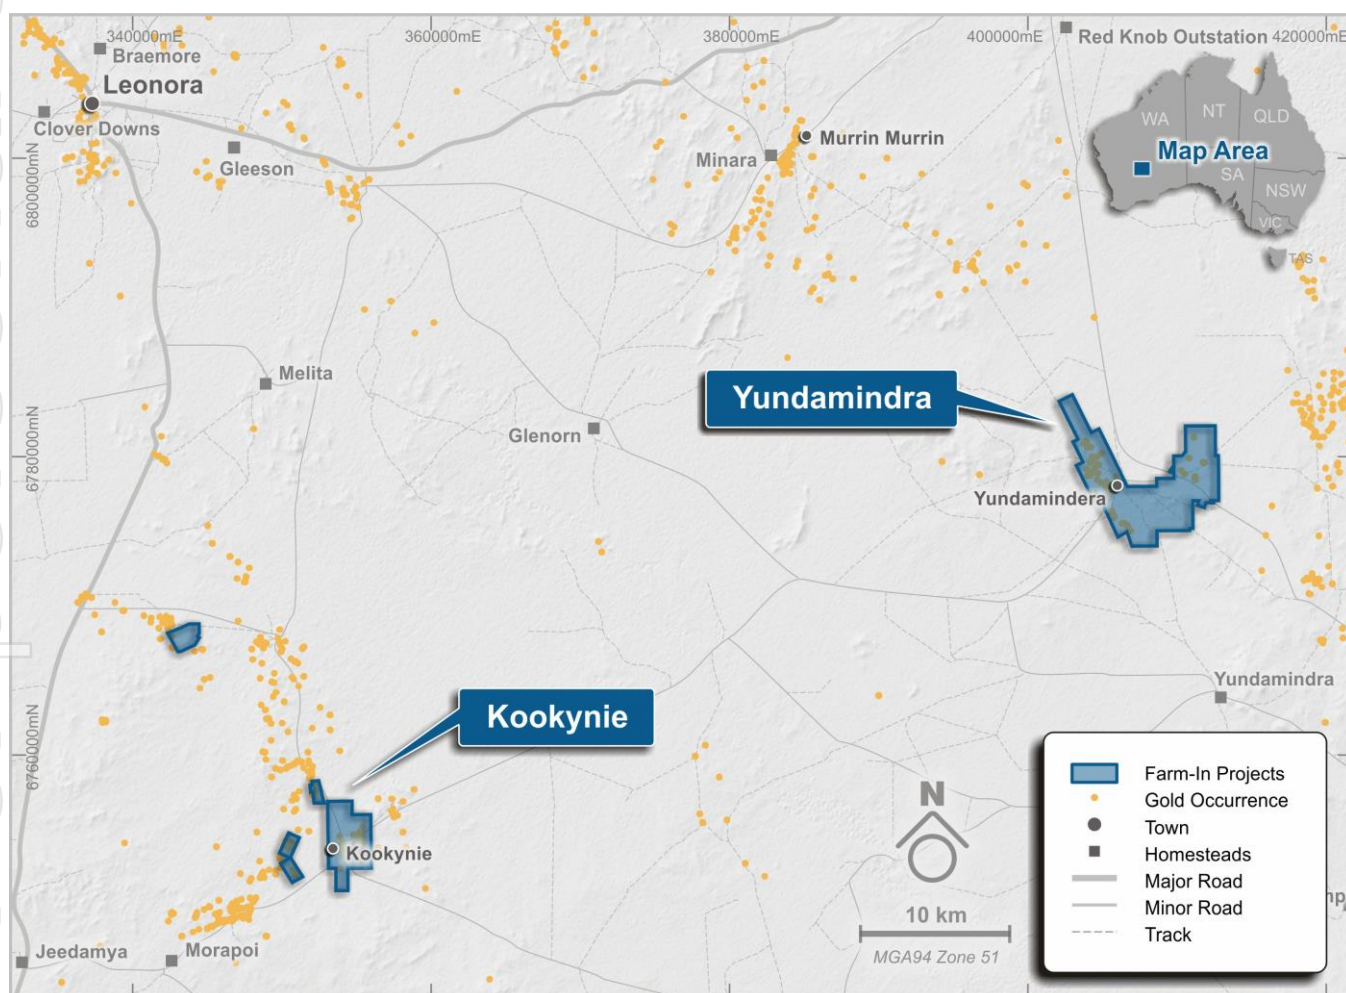 340000mE
360000mE
380000mE
400000mE
420000mE
Red Knob Outstation
Braemore
Leonora
Clover Downs
Gleeson
Murrin Murrin
Minara
WA
NT
QLD
Map Area
SA
NSW
VIC
TAS
6800000mN
Melita
Yundamindra
Glenorn
6780000mN
Yundamindera
Yundamindra
Kookynie
6760000mN
Kookynie
N
10 km
MGA94 Zone 51
Farm-In Projects
Gold Occurrence
Town
Homesteads
Major Road
Minor Road
Track
Jeedamya
Morapoi